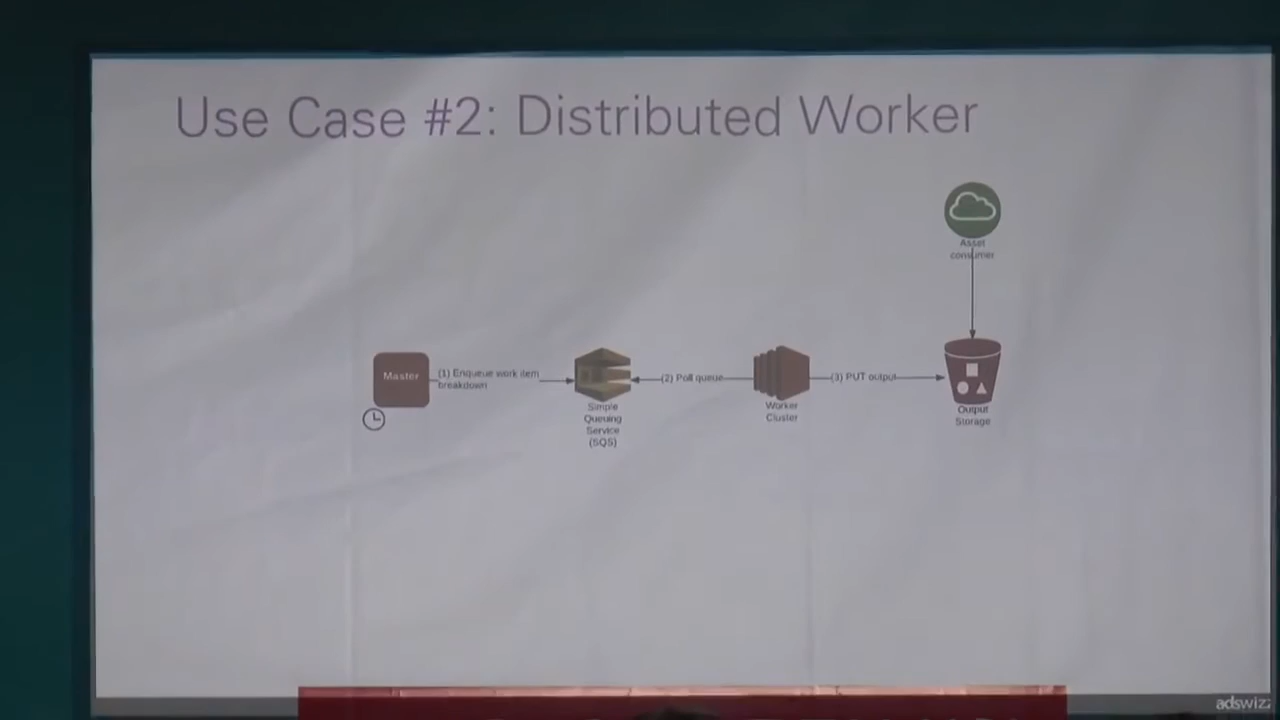 Use Case #2: Distributed Worker
Asset
consumer
Master
(1) Enqueue work item
breakdown
(2) Poll queue
(3) PUT output
Simple
Queuing
Service
(SQS)
Worker
Cluster
Output
Storage
adswizz